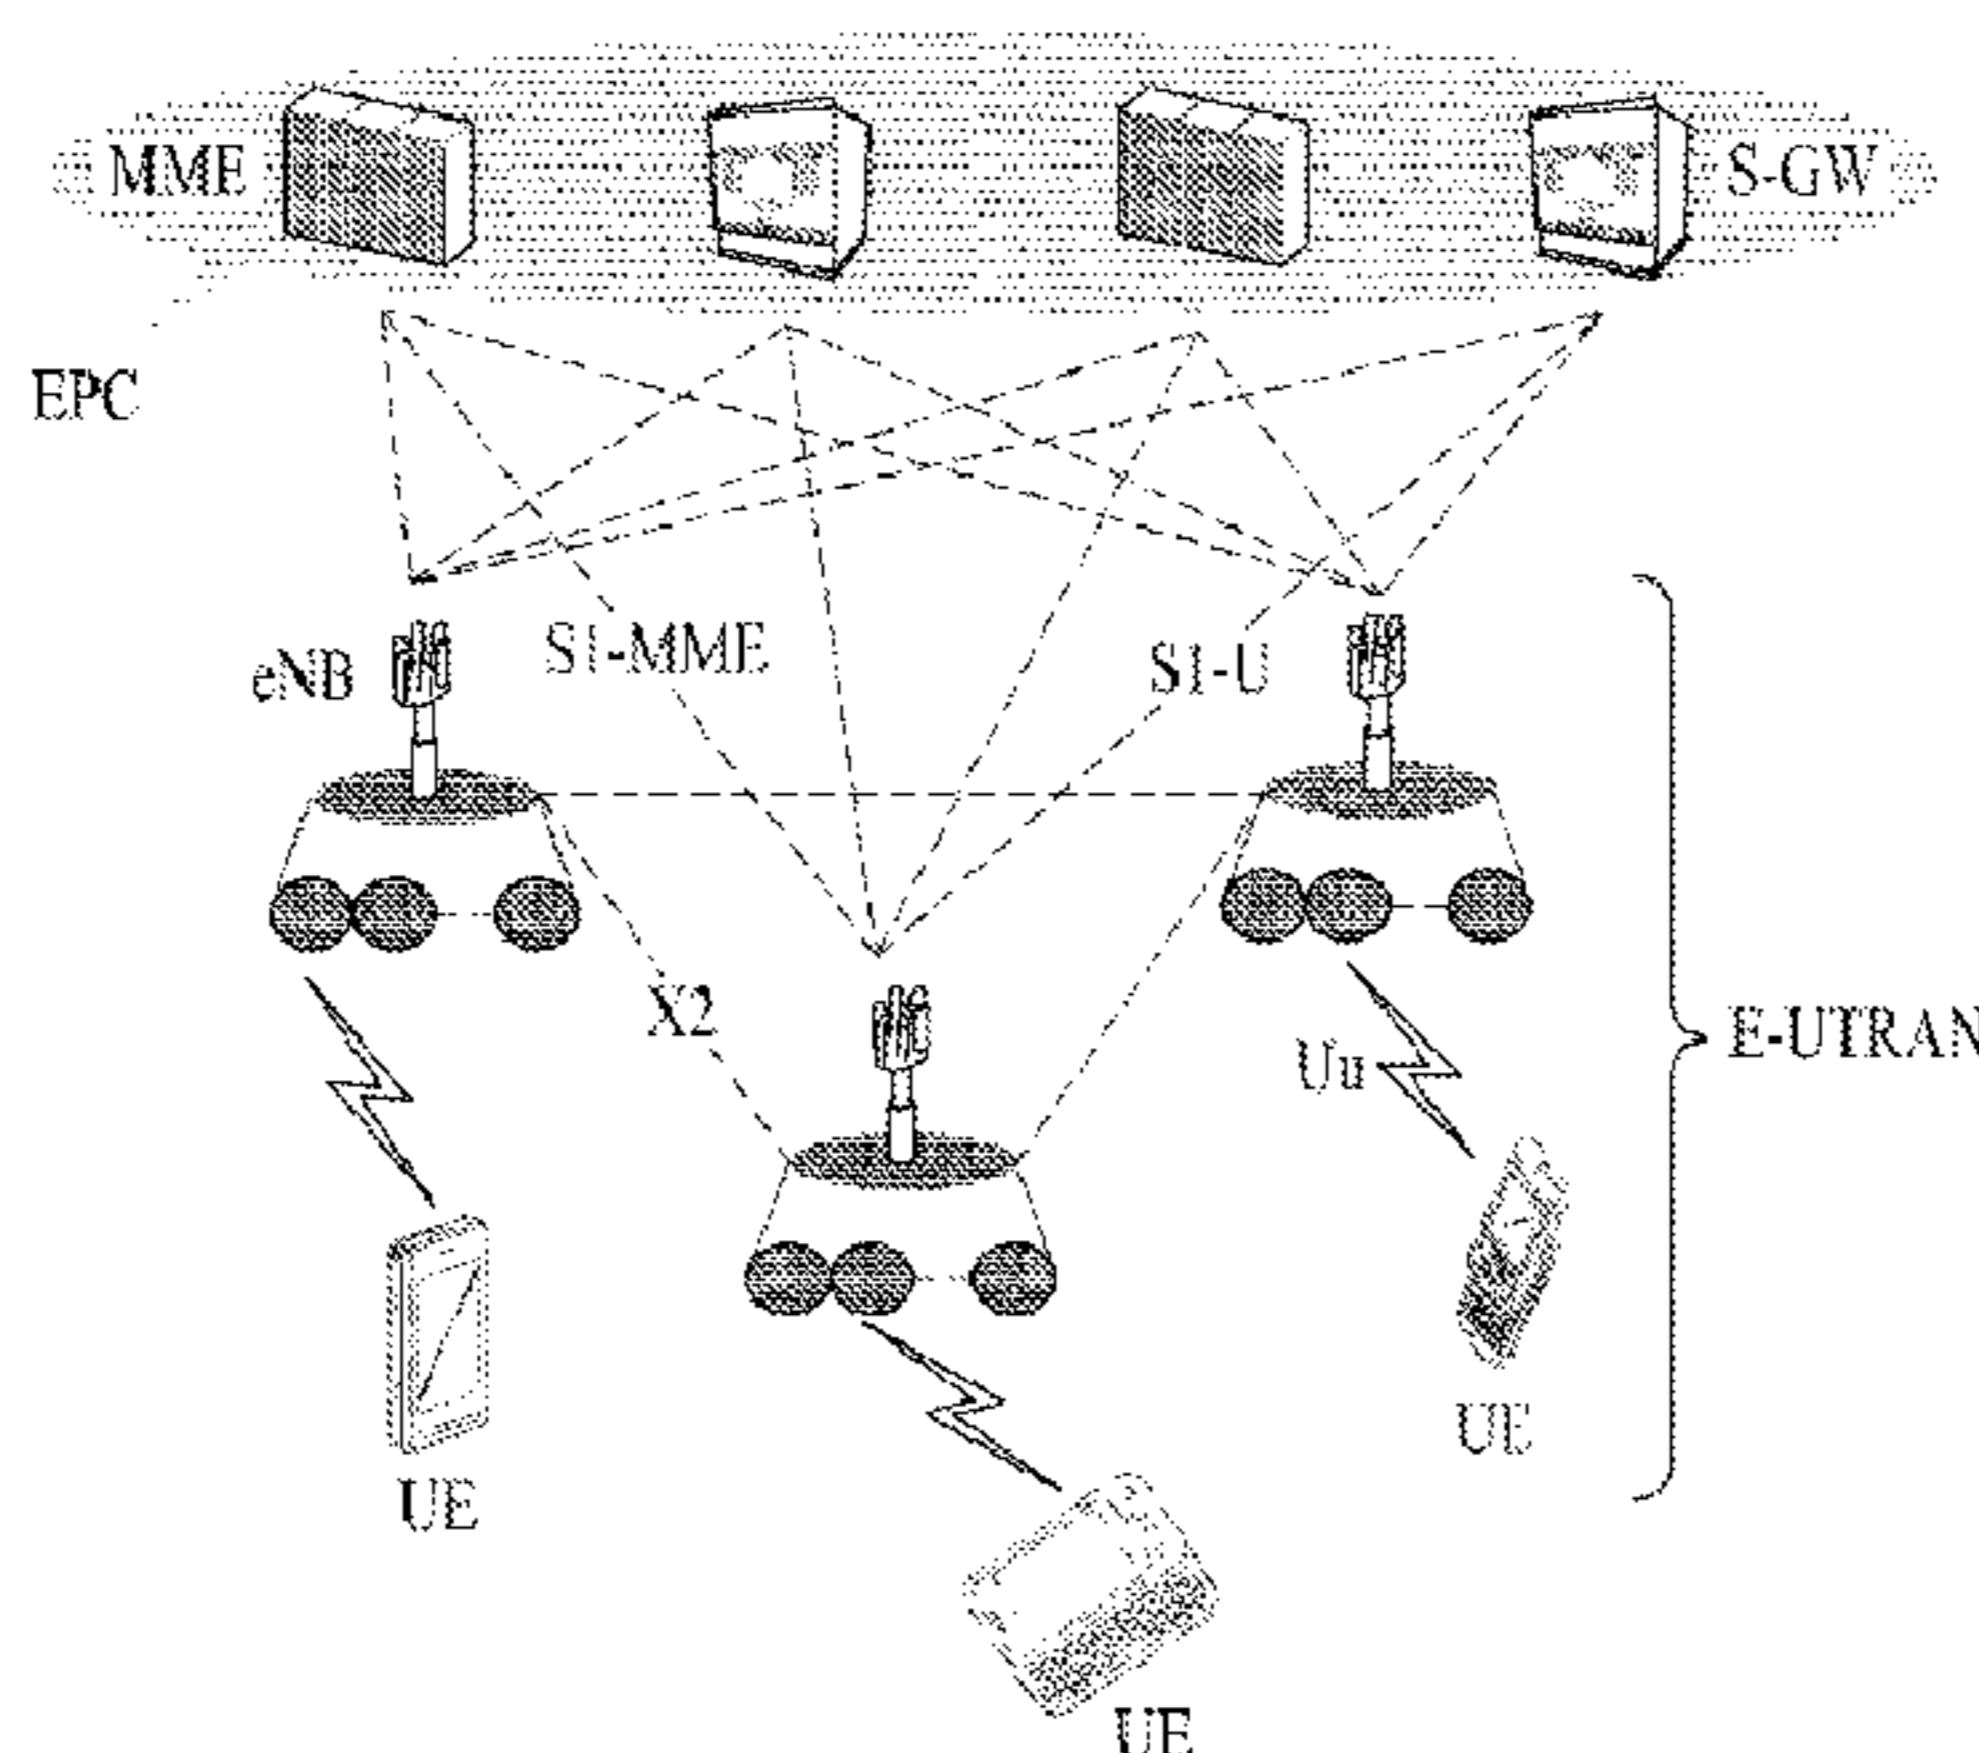 MME
S-GW
EPC
eNB
S1-MME
S1-U
X2
Uu
E-UTRAN
UE
UE
UE